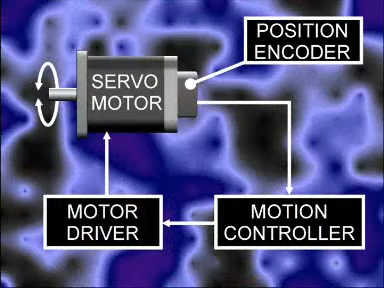 POSITION
ENCODER
SERVO
MOTOR
MOTOR
DRIVER
MOTION
CONTROLLER